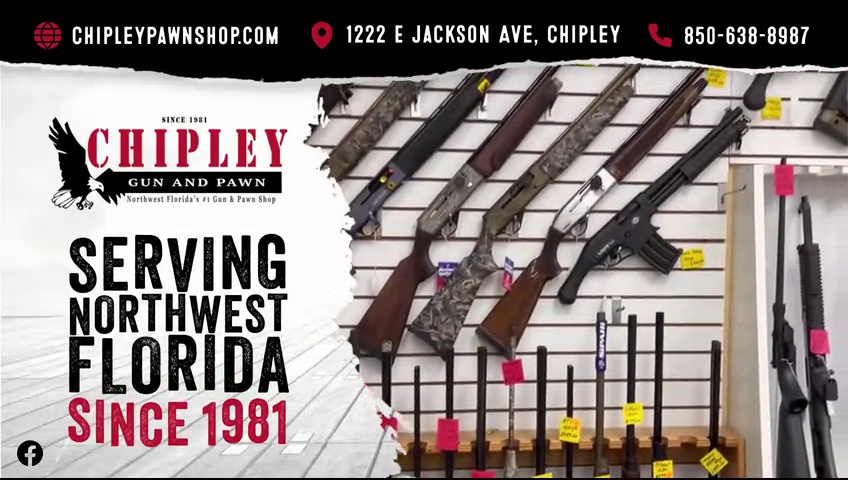 CHIPLEYPAWNSHOP.COM 1222 E JACKSON AVE, CHIPLEY 850-638-8987
SINCE 1981
CHIPLEY
GUN AND PAWN
Northwest Florida's #1 Gun & Pawn Shop
SERVING
NORTHWEST
FLORIDA
SINCE 1981